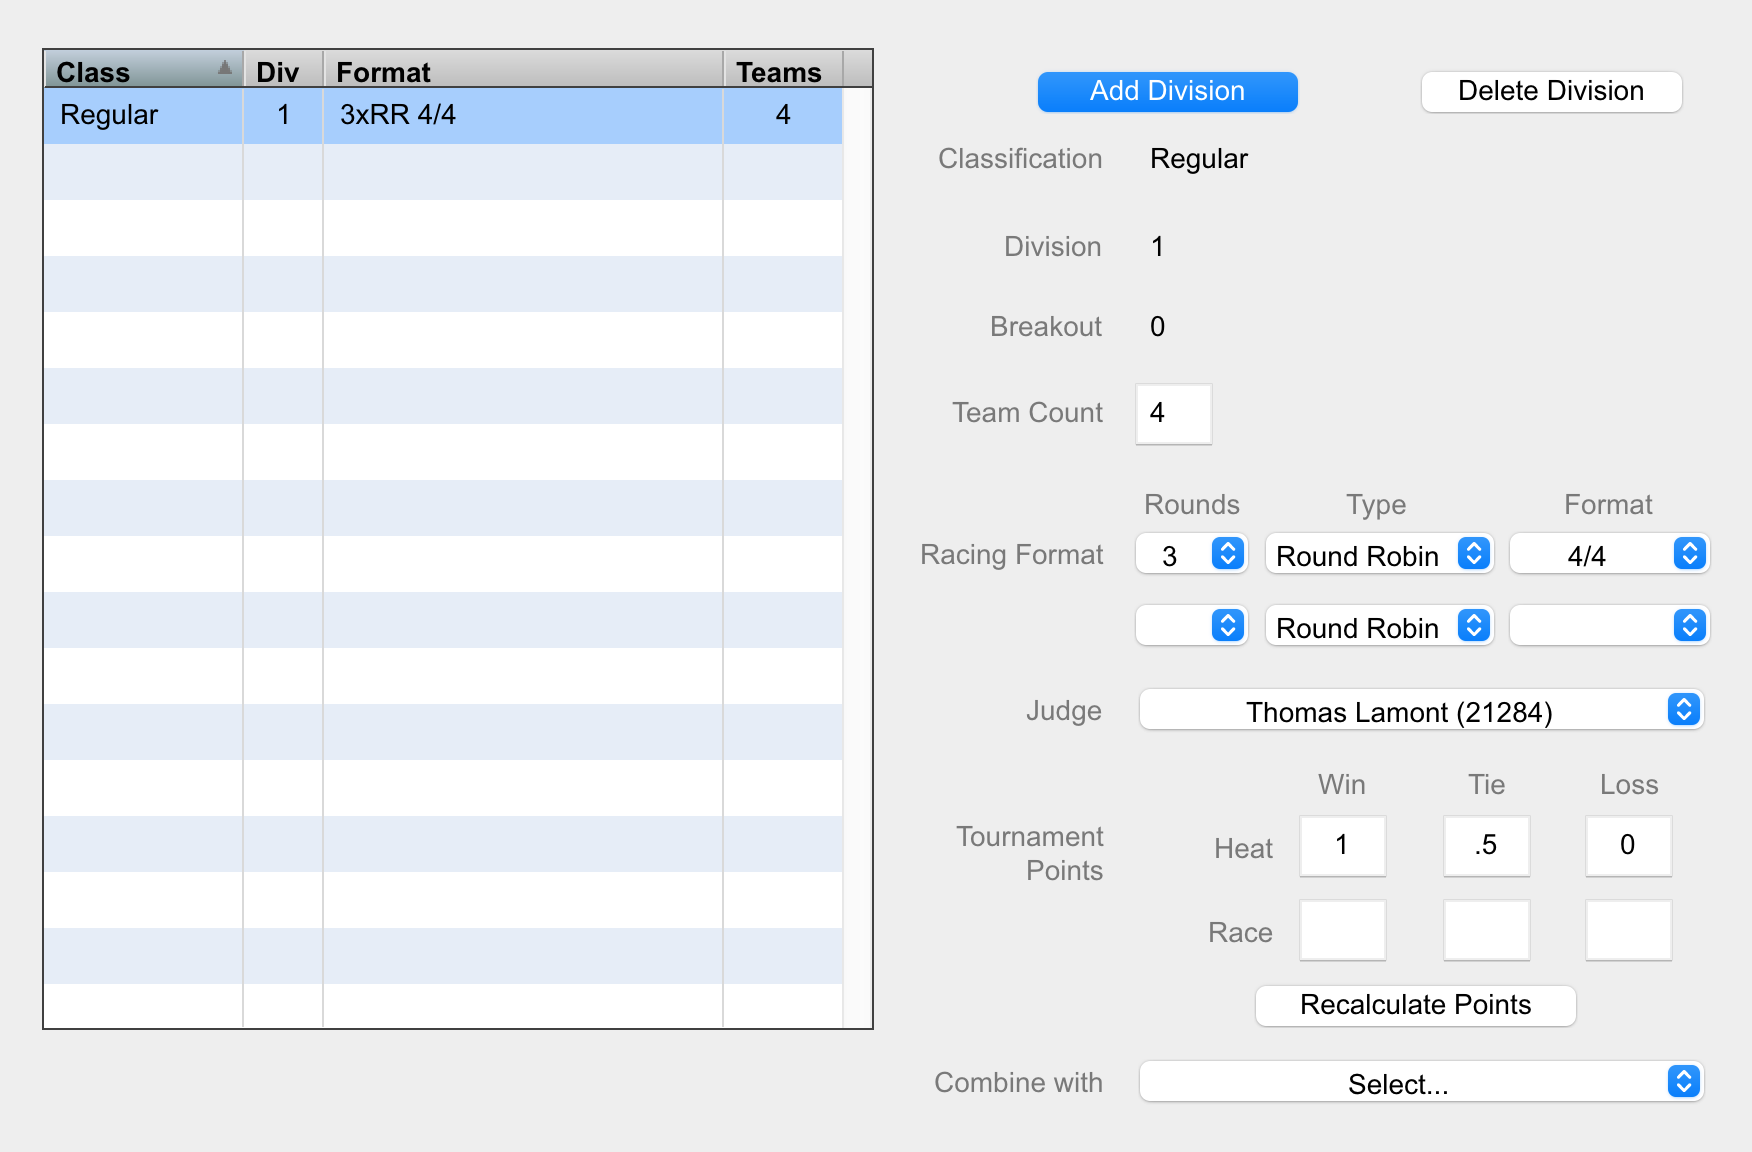 Class Div Format Teams
Regular 1 3xRR 4/4 4
Add Division Delete Division
Classification Regular
Division 1
Breakout 0
Team Count 4
Rounds Type Format
Racing Format 3 Round Robin 4/4
Round Robin
Judge Thomas Lamont (21284)
Win Tie Loss
Tournament
Points
Heat 1 .5 0
Race
Recalculate Points
Combine with Select...